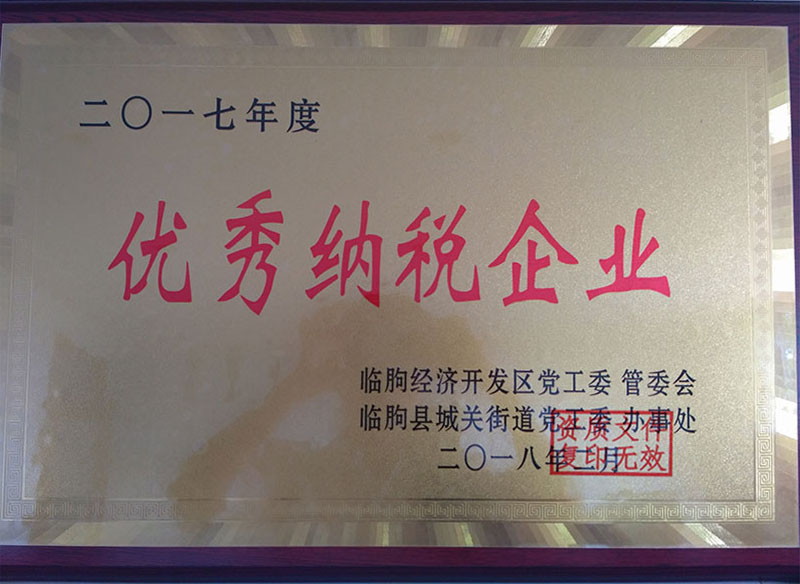 二〇一七年度
优秀纳税企业
临朐经济开发区党工委 管委会
临朐县城关街道党工委 办事处
二〇一八年二月
资质文件
复印无效